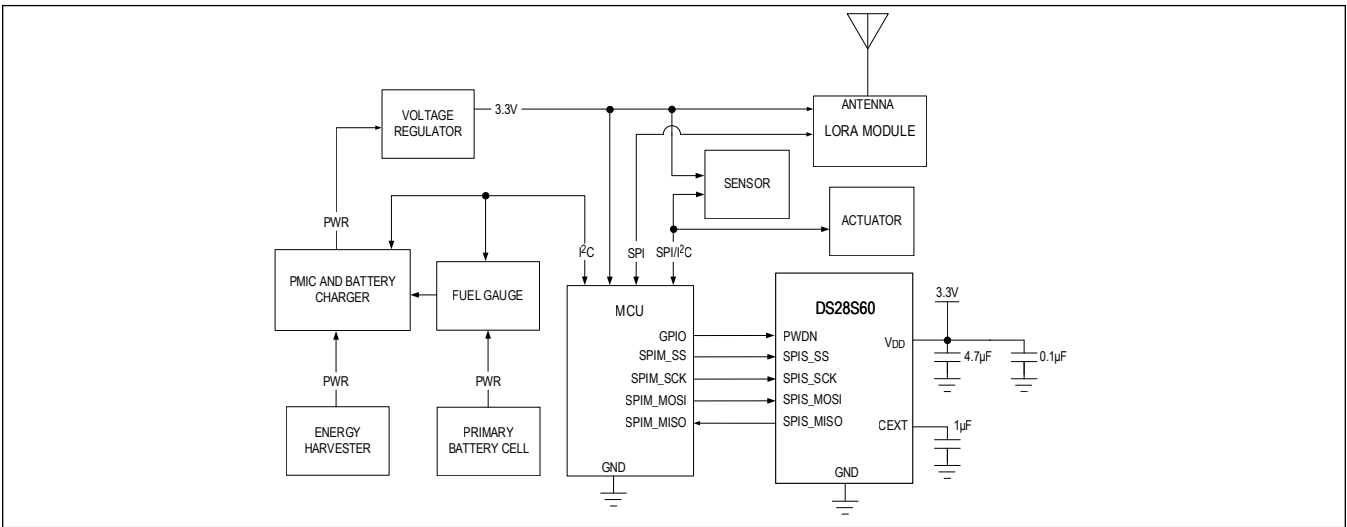 ANTENNA
LORA MODULE
VOLTAGE
REGULATOR
3.3V
SENSOR
ACTUATOR
PWR
I²C
SPI
SPI/I²C
PMIC AND BATTERY
CHARGER
FUEL GAUGE
MCU
GPIO
SPIM_SS
SPIM_SCK
SPIM_MOSI
SPIM_MISO
GND
DS28S60
PWDN
SPIS_SS
SPIS_SCK
SPIS_MOSI
SPIS_MISO
VDD
CEXT
GND
3.3V
4.7µF
0.1µF
1µF
PWR
PWR
ENERGY
HARVESTER
PRIMARY
BATTERY CELL